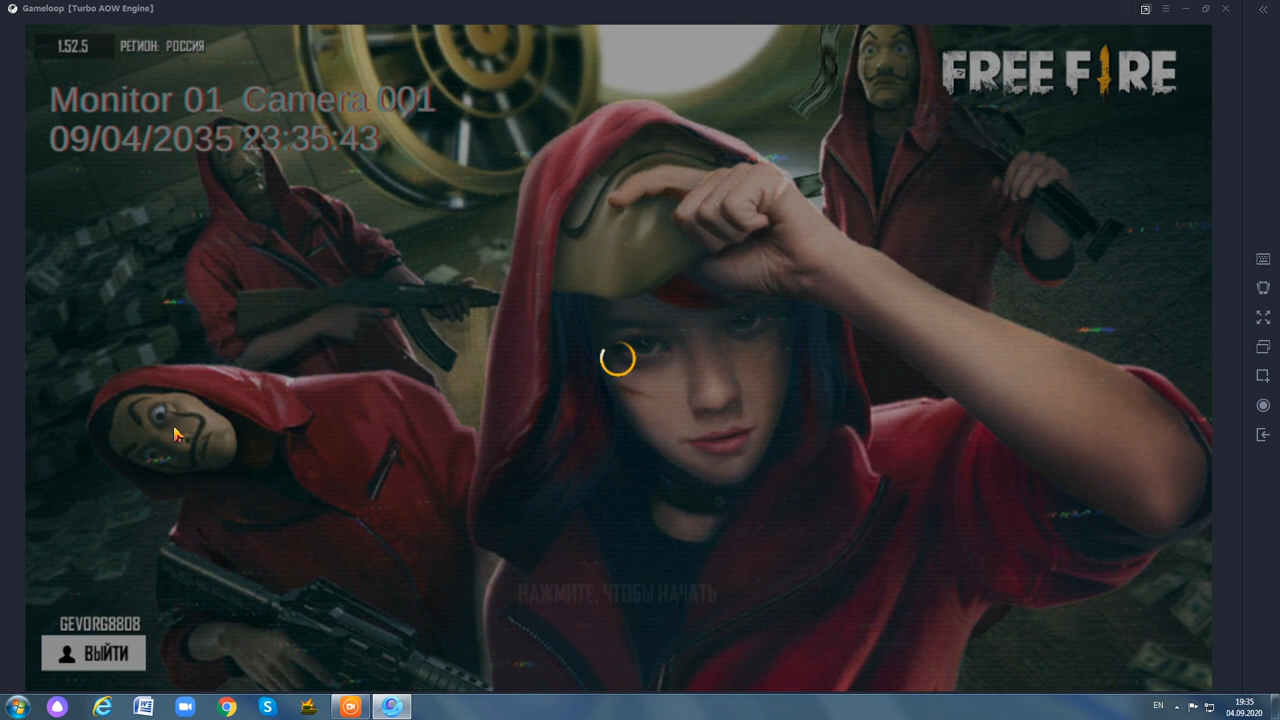 Gameloop [Turbo AOW Engine]
1.52.5 РЕГИОН: РОССИЯ
FREE FIRE
Monitor 01 Camera 001
09/04/2035 23:35:43
НАЖМИТЕ, ЧТОБЫ НАЧАТЬ
GEVORG8808
ВЫЙТИ
EN
19:35
04.09.2020